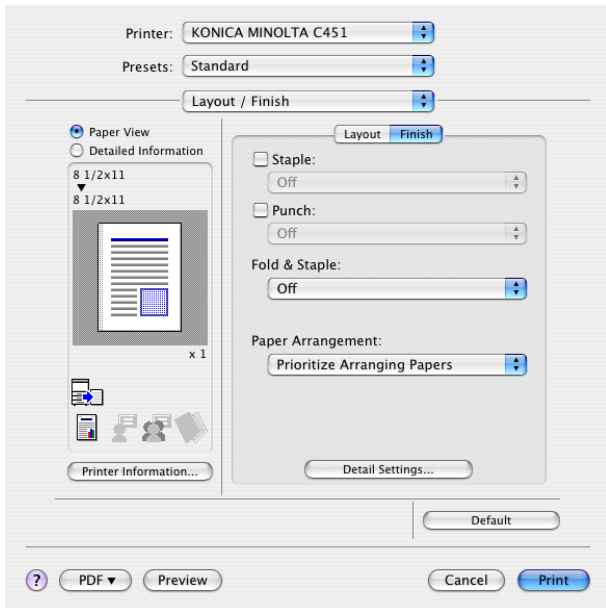 Printer: KONICA MINOLTA C451
Presets: Standard
Layout / Finish
Paper View
Detailed Information
8 1/2x11
8 1/2x11
x 1
Printer Information...
Layout Finish
Staple:
Off
Punch:
Off
Fold & Staple:
Off
Paper Arrangement:
Prioritize Arranging Papers
Detail Settings...
Default
? PDF▼ Preview Cancel Print